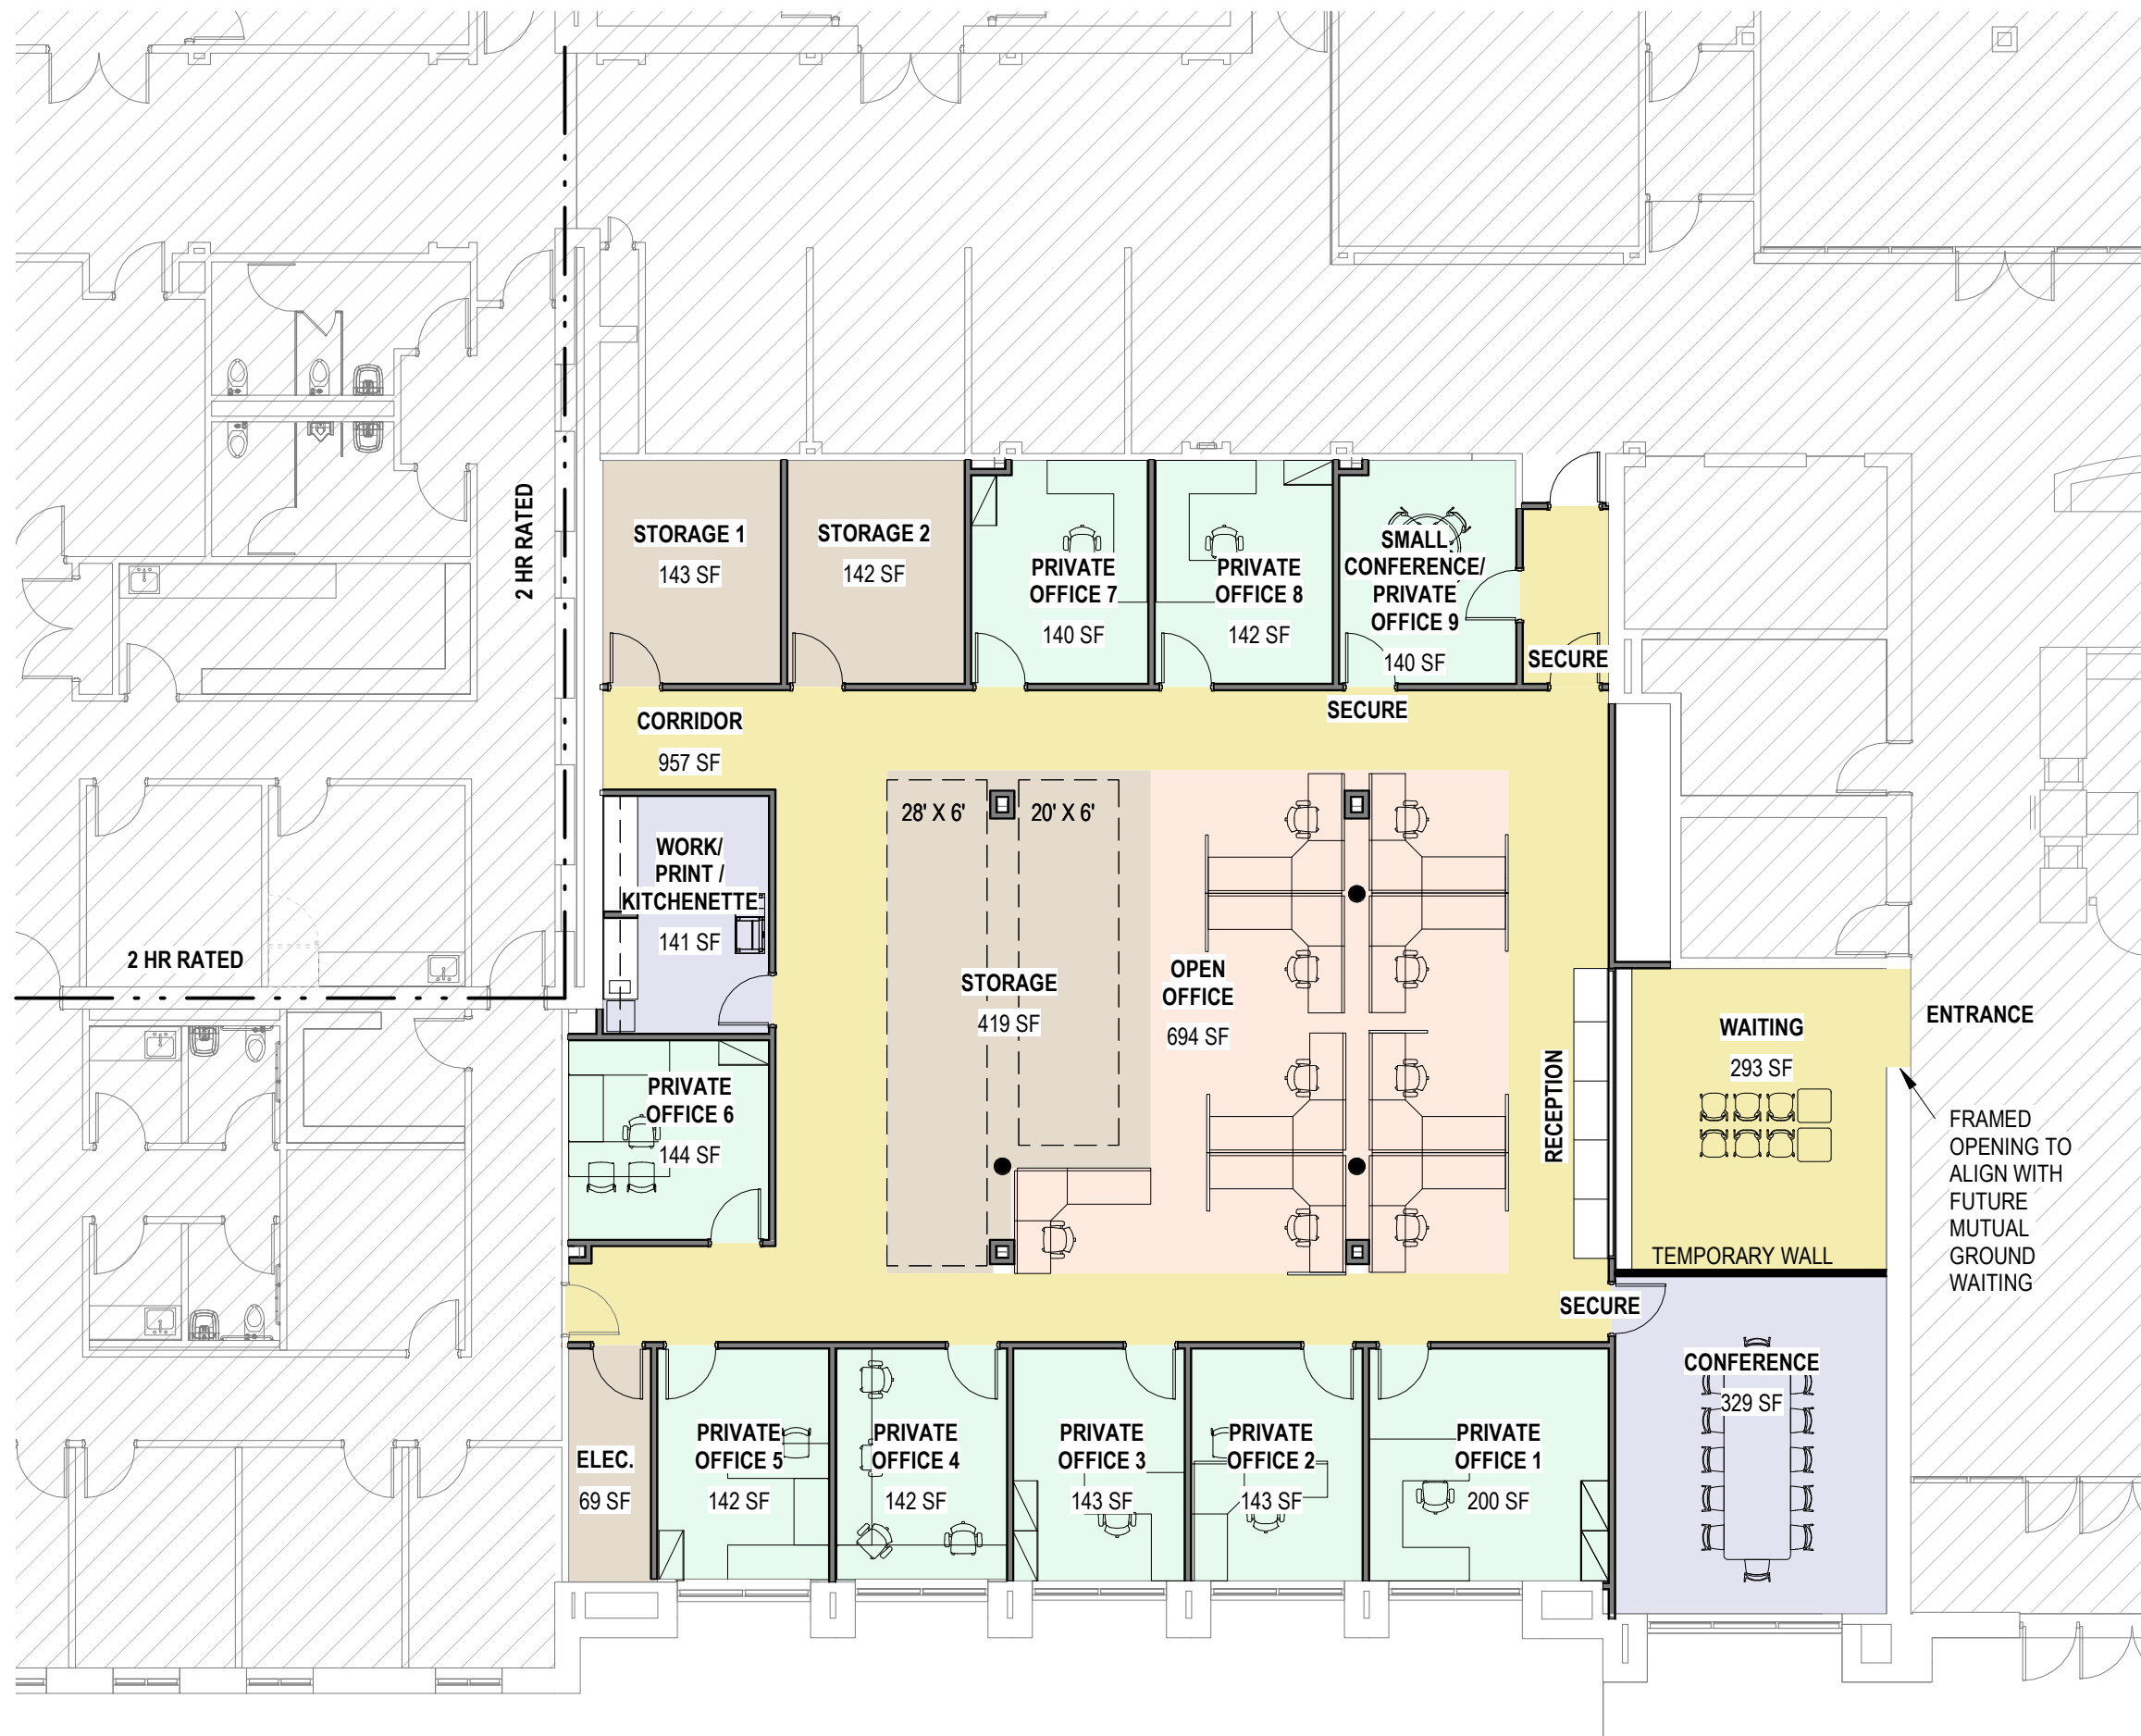 2 HR RATED
STORAGE 1
143 SF
STORAGE 2
142 SF
PRIVATE
OFFICE 7
140 SF
PRIVATE
OFFICE 8
142 SF
SMALL
CONFERENCE/
PRIVATE
OFFICE 9
140 SF
SECURE
SECURE
CORRIDOR
957 SF
28' X 6'
20' X 6'
WORK/
PRINT /
KITCHENETTE
141 SF
2 HR RATED
STORAGE
419 SF
OPEN
OFFICE
694 SF
RECEPTION
WAITING
293 SF
ENTRANCE
FRAMED
OPENING TO
ALIGN WITH
FUTURE
MUTUAL
GROUND
WAITING
PRIVATE
OFFICE 6
144 SF
TEMPORARY WALL
SECURE
CONFERENCE
329 SF
ELEC.
69 SF
PRIVATE
OFFICE 5
142 SF
PRIVATE
OFFICE 4
142 SF
PRIVATE
OFFICE 3
143 SF
PRIVATE
OFFICE 2
143 SF
PRIVATE
OFFICE 1
200 SF